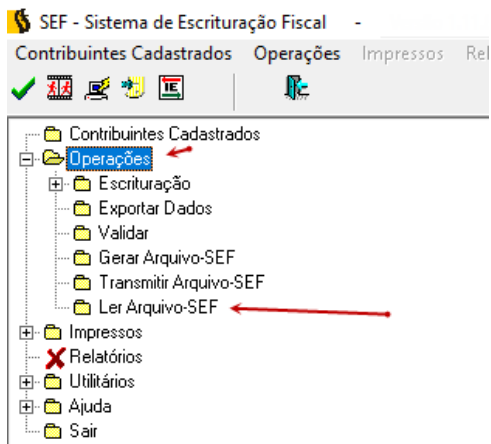 SEF - Sistema de Escrituração Fiscal -
Contribuintes Cadastrados Operações Impressos Rel
IE
Contribuintes Cadastrados
Operações
Escrituração
Exportar Dados
Validar
Gerar Arquivo-SEF
Transmitir Arquivo-SEF
Ler Arquivo-SEF
Impressos
Relatórios
Utilitários
Ajuda
Sair